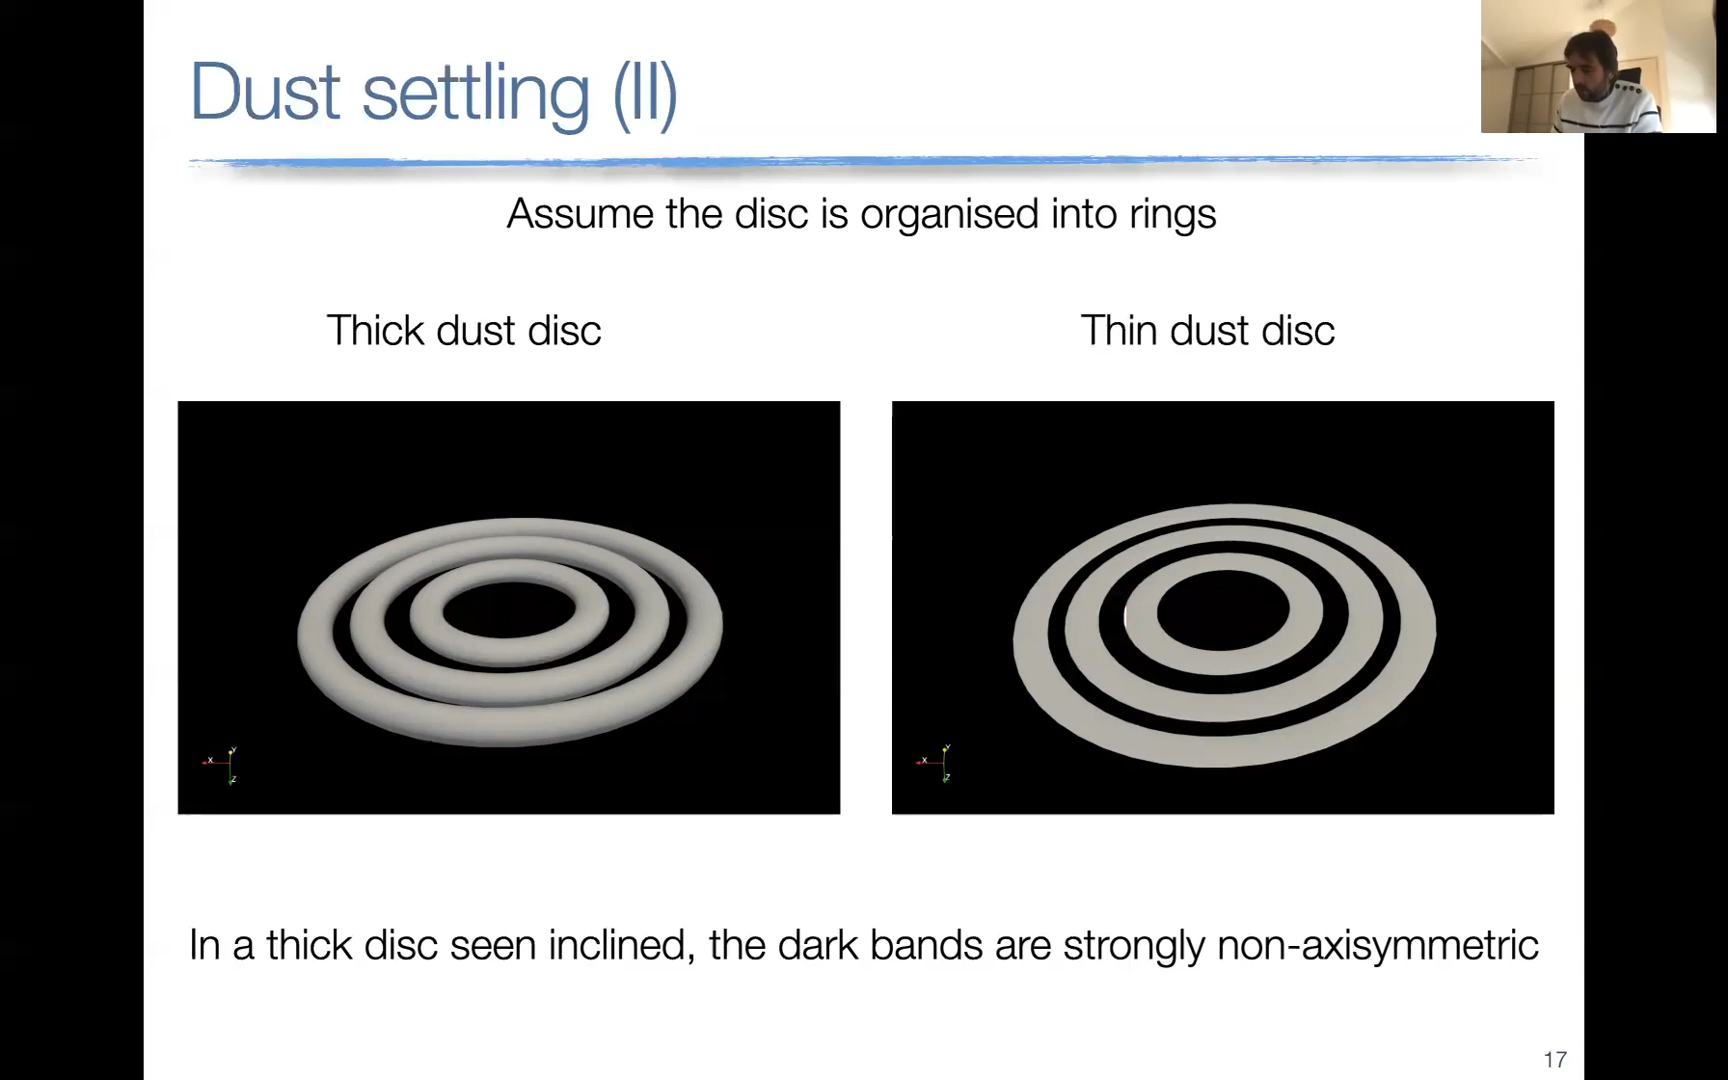 Dust settling (II)
Assume the disc is organised into rings
Thick dust disc
Thin dust disc
Y
X
Z
Y
X
Z
In a thick disc seen inclined, the dark bands are strongly non-axisymmetric
17